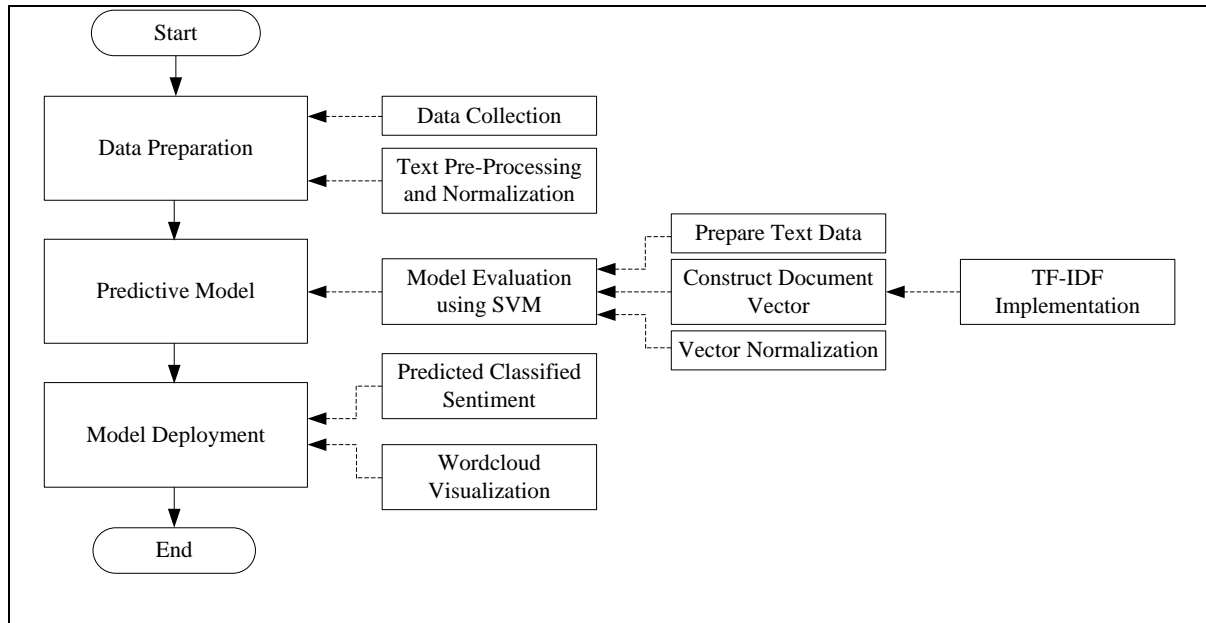 Start
Data Preparation
Data Collection
Text Pre-Processing
and Normalization
Predictive Model
Model Evaluation
using SVM
Prepare Text Data
Construct Document
Vector
Vector Normalization
TF-IDF
Implementation
Model Deployment
Predicted Classified
Sentiment
Wordcloud
Visualization
End